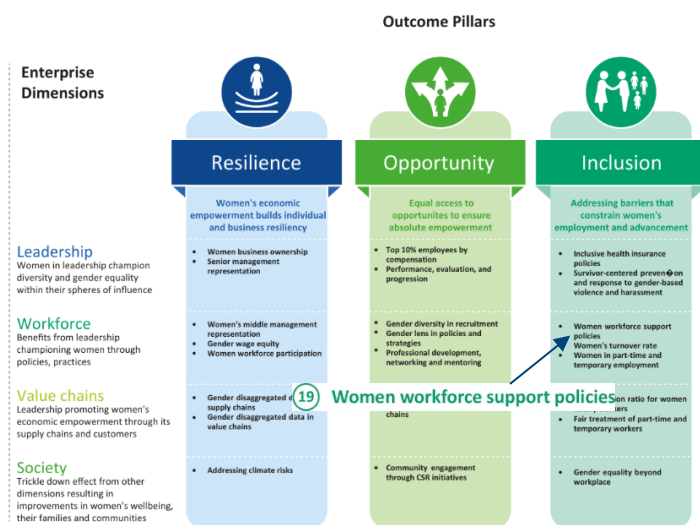 Outcome Pillars
Enterprise
Dimensions
Resilience
Opportunity
Inclusion
Women's economic
empowerment builds individual
and business resiliency
Equal access to
opportunites to ensure
absolute empowerment
Addressing barriers that
constrain women's
employment and advancement
Leadership
Women in leadership champion
diversity and gender equality
within their spheres of influence
• Women business ownership
• Senior management
representation
• Top 10% employees by
compensation
• Performance, evaluation, and
progression
• Inclusive health insurance
policies
• Survivor-centered preven�on
and response to gender-based
violence and harassment
Workforce
Benefits from leadership
championing women through
policies, practices
• Women's middle management
representation
• Gender wage equity
• Women workforce participation
• Gender diversity in recruitment
• Gender lens in policies and
strategies
• Professional development,
networking and mentoring
• Women workforce support
policies
Women's turnover rate
• Women in part-time and
temporary employment
Value chains
Leadership promoting women's
economic empowerment through its
supply chains and customers
• Gender disaggregated
supply chains
• Gender disaggregated data in
value chains
19 Women workforce support policies
chains
ratio for women
• Fair treatment of part-time and
temporary workers
Society
Trickle down effect from other
dimensions resulting in
improvements in women's wellbeing,
their families and communities
• Addressing climate risks
• Community engagement
through CSR initiatives
• Gender equality beyond
workplace